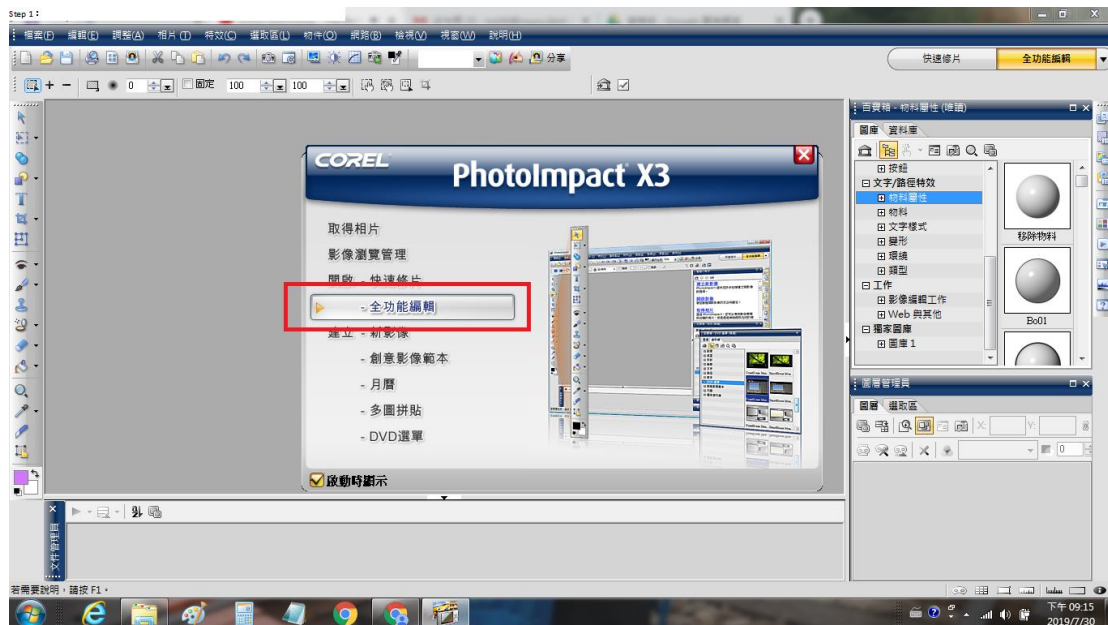 Step 1：
檔案(F) 編輯(E) 調整(A) 相片(T) 特效(C) 選取區(L) 物件(O) 網路(B) 檢視(V) 視窗(W) 說明(H)
分享
快速修片 全功能編輯
0 固定 100 100
百寶箱 - 物料屬性 (唯讀)
圖庫 資料庫
按鈕
文字/路徑特效
物料屬性
物料
文字樣式
變形
環繞
類型
工作
影像編輯工作
Web 與其他
獨家圖庫
圖庫 1
移除物料
Bo01
COREL
PhotoImpact X3
取得相片
影像瀏覽管理
開啟 - 快速修片
- 全功能編輯
建立 - 新影像
- 創意影像範本
- 月曆
- 多圖拼貼
- DVD選單
啟動時顯示
圖層管理員
圖層 選取區
X: Y:
0
文件管理員
若需要說明，請按 F1。
下午 09:15
2019/7/30